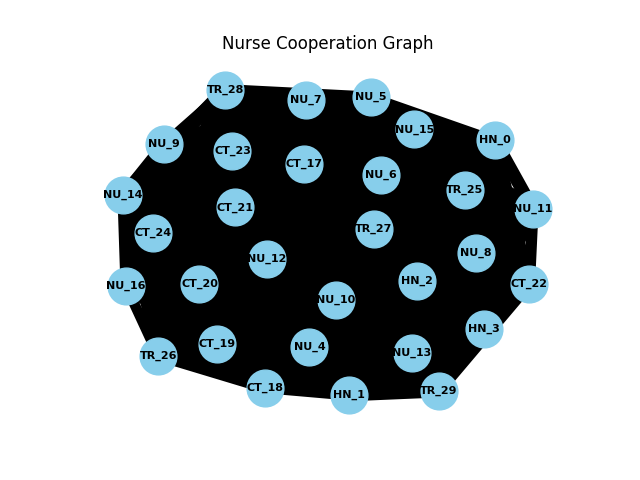 Nurse Cooperation Graph
TR_28
NU_7
NU_5
NU_15
HN_0
NU_9
CT_23
CT_17
NU_6
TR_25
NU_14
CT_21
NU_11
CT_24
TR_27
NU_12
NU_8
NU_16
CT_20
NU_10
HN_2
CT_22
HN_3
TR_26
CT_19
NU_4
NU_13
CT_18
HN_1
TR_29